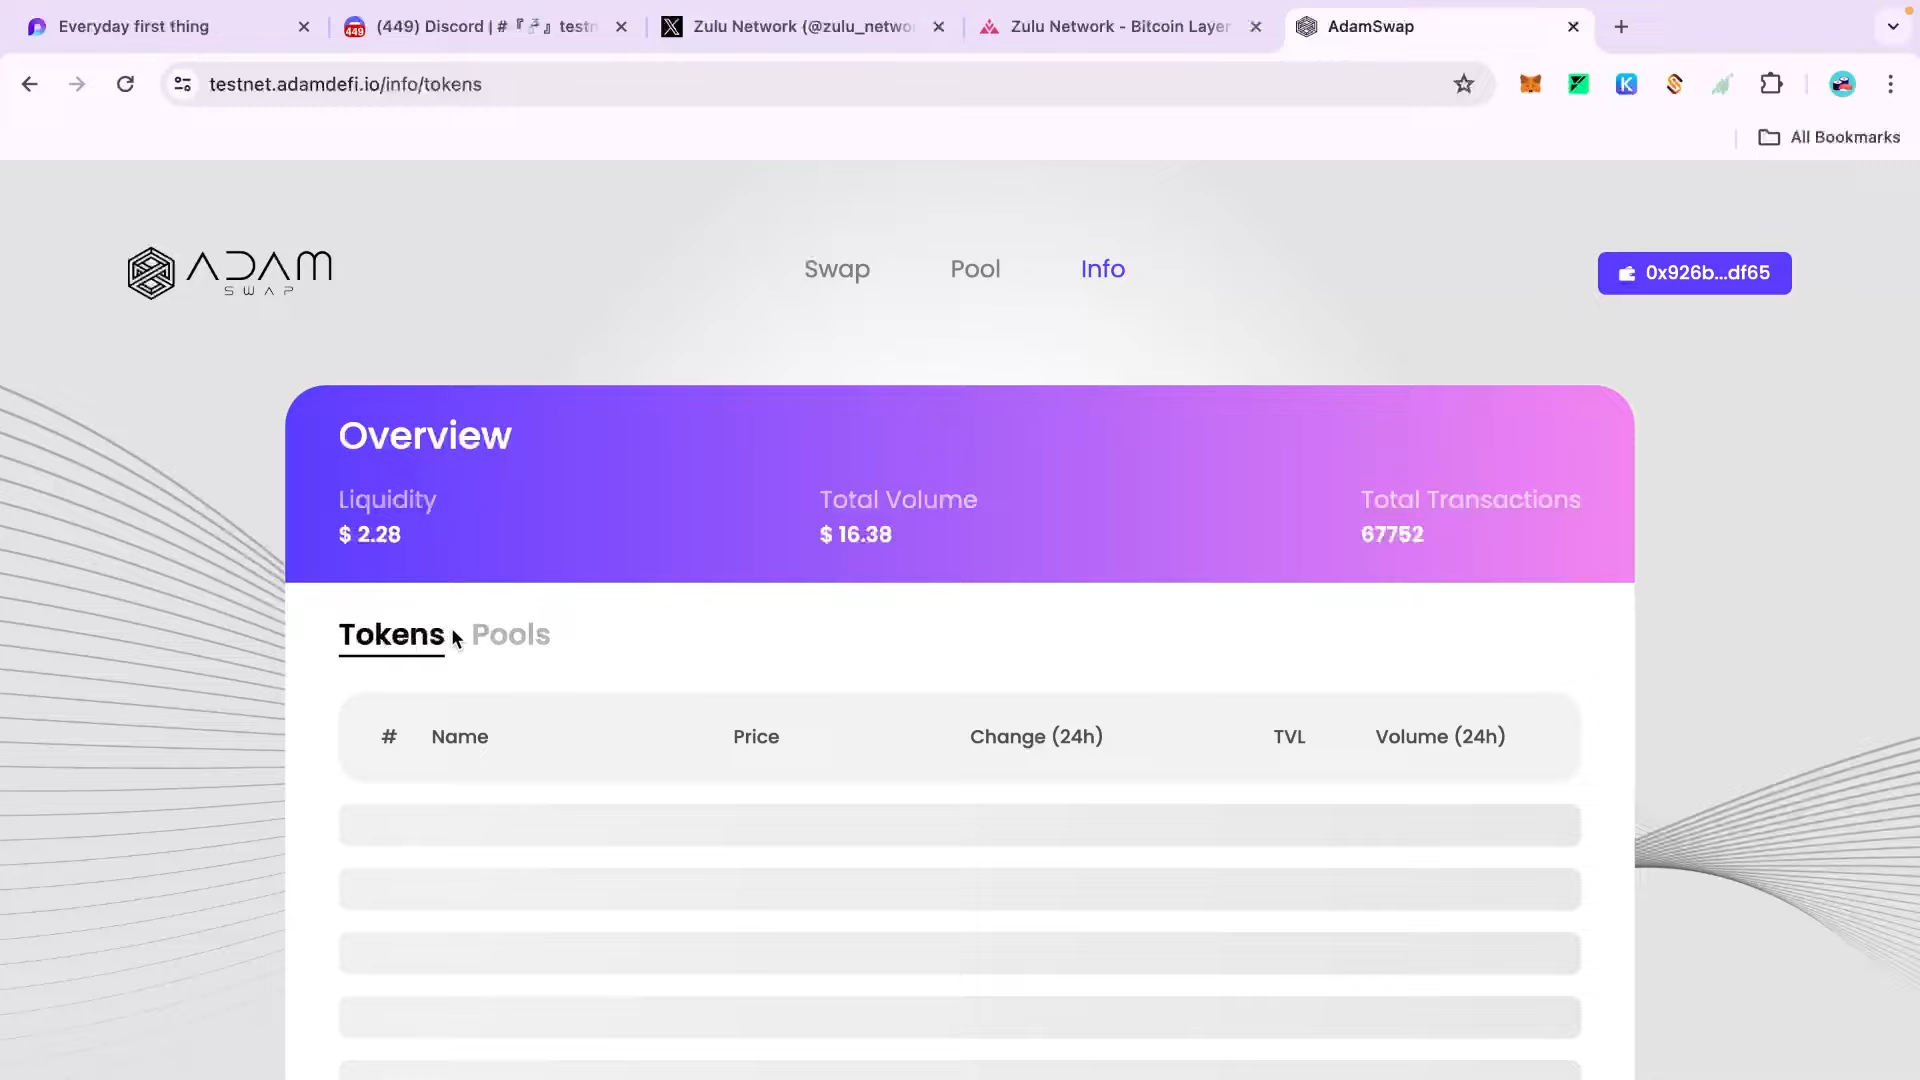 Everyday first thing
449
(449) Discord | #
testn
Zulu Network (@zulu_netwo
Zulu Network - Bitcoin Layer
AdamSwap
testnet.adamdefi.io/info/tokens
K
All Bookmarks
ADAM
SWAP
Swap
Pool
Info
0x926b...df65
Overview
Liquidity
Total Volume
Total Transactions
$ 2.28
$ 16.38
67752
Tokens
Pools
#
Name
Price
Change (24h)
TVL
Volume (24h)